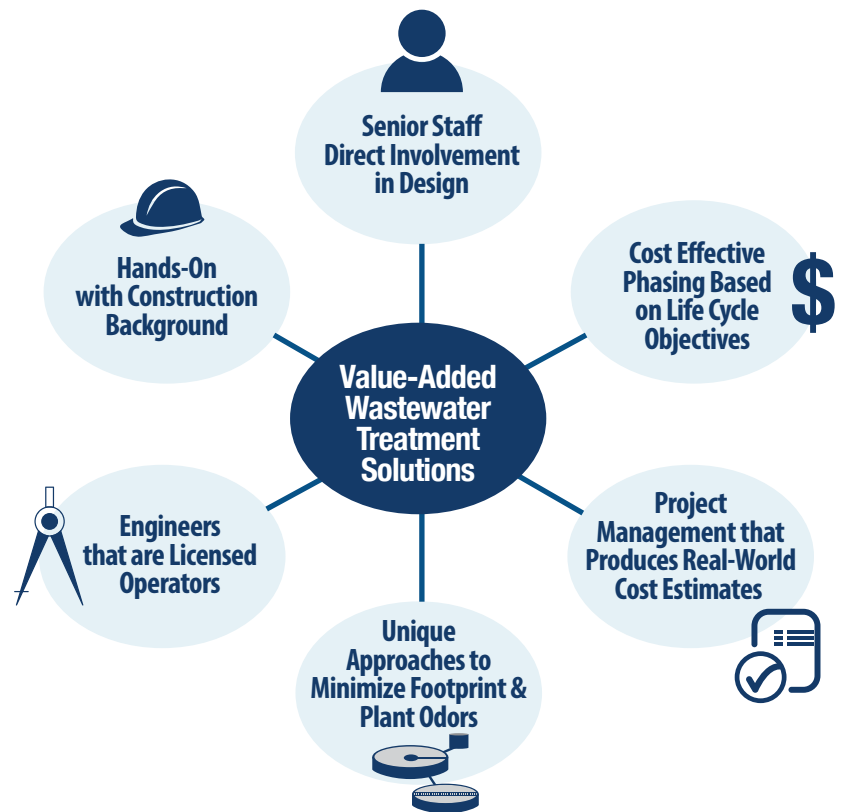 Senior Staff
Direct Involvement
in Design
Cost Effective
Phasing Based
on Life Cycle
Objectives
$
Hands-On
with Construction
Background
Value-Added
Wastewater
Treatment
Solutions
Engineers
that are Licensed
Operators
Project
Management that
Produces Real-World
Cost Estimates
Unique
Approaches to
Minimize Footprint &
Plant Odors